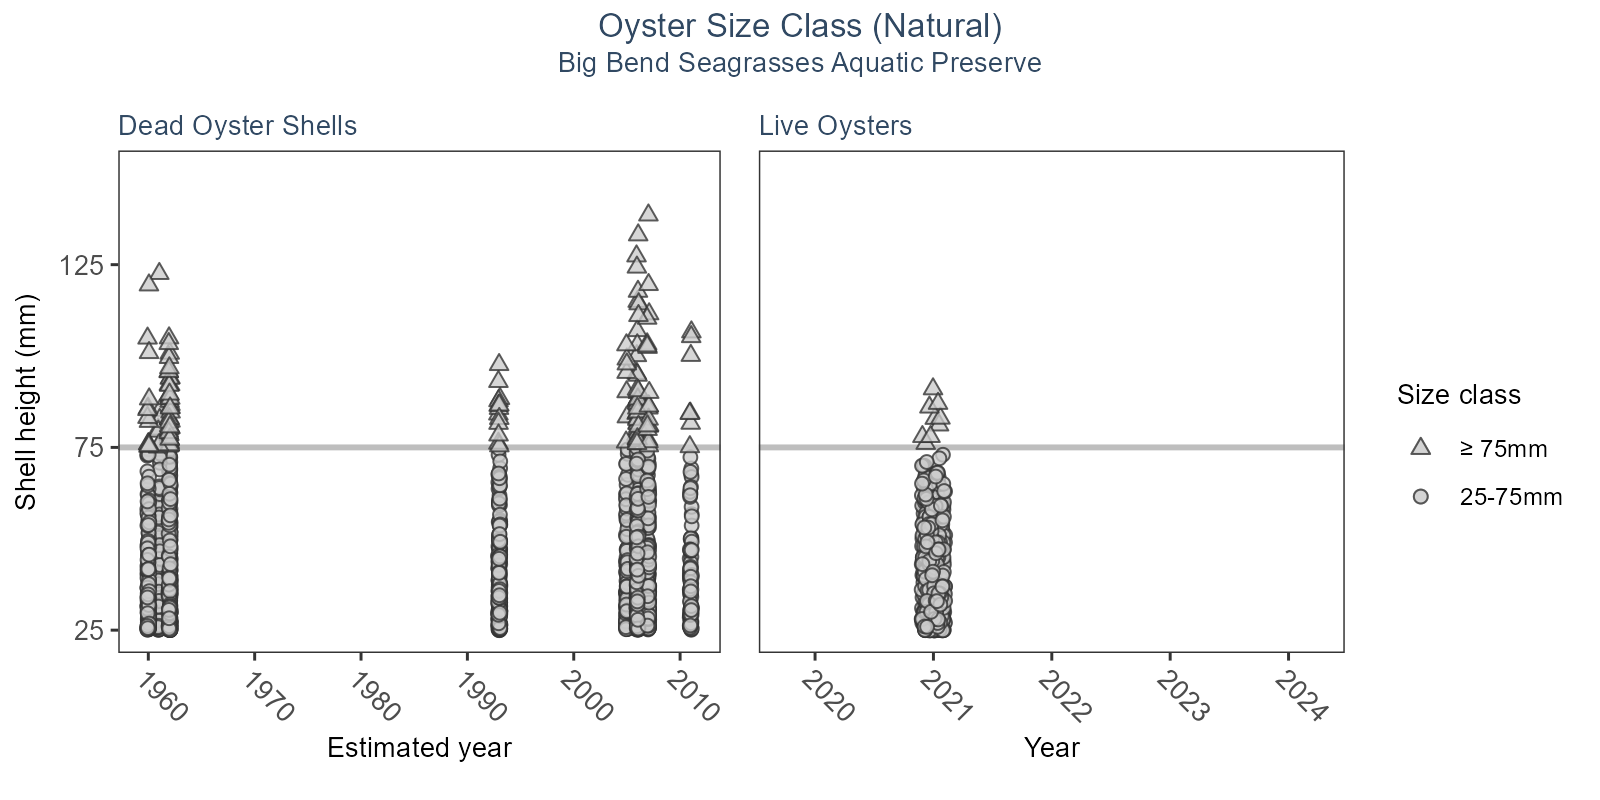 Oyster Size Class (Natural)
Big Bend Seagrasses Aquatic Preserve
Dead Oyster Shells
Live Oysters
Shell height (mm)
125
75
25
1960
1970
1980
1990
2000
2010
Estimated year
2020
2021
2022
2023
2024
Year
Size class
≥ 75mm
25-75mm